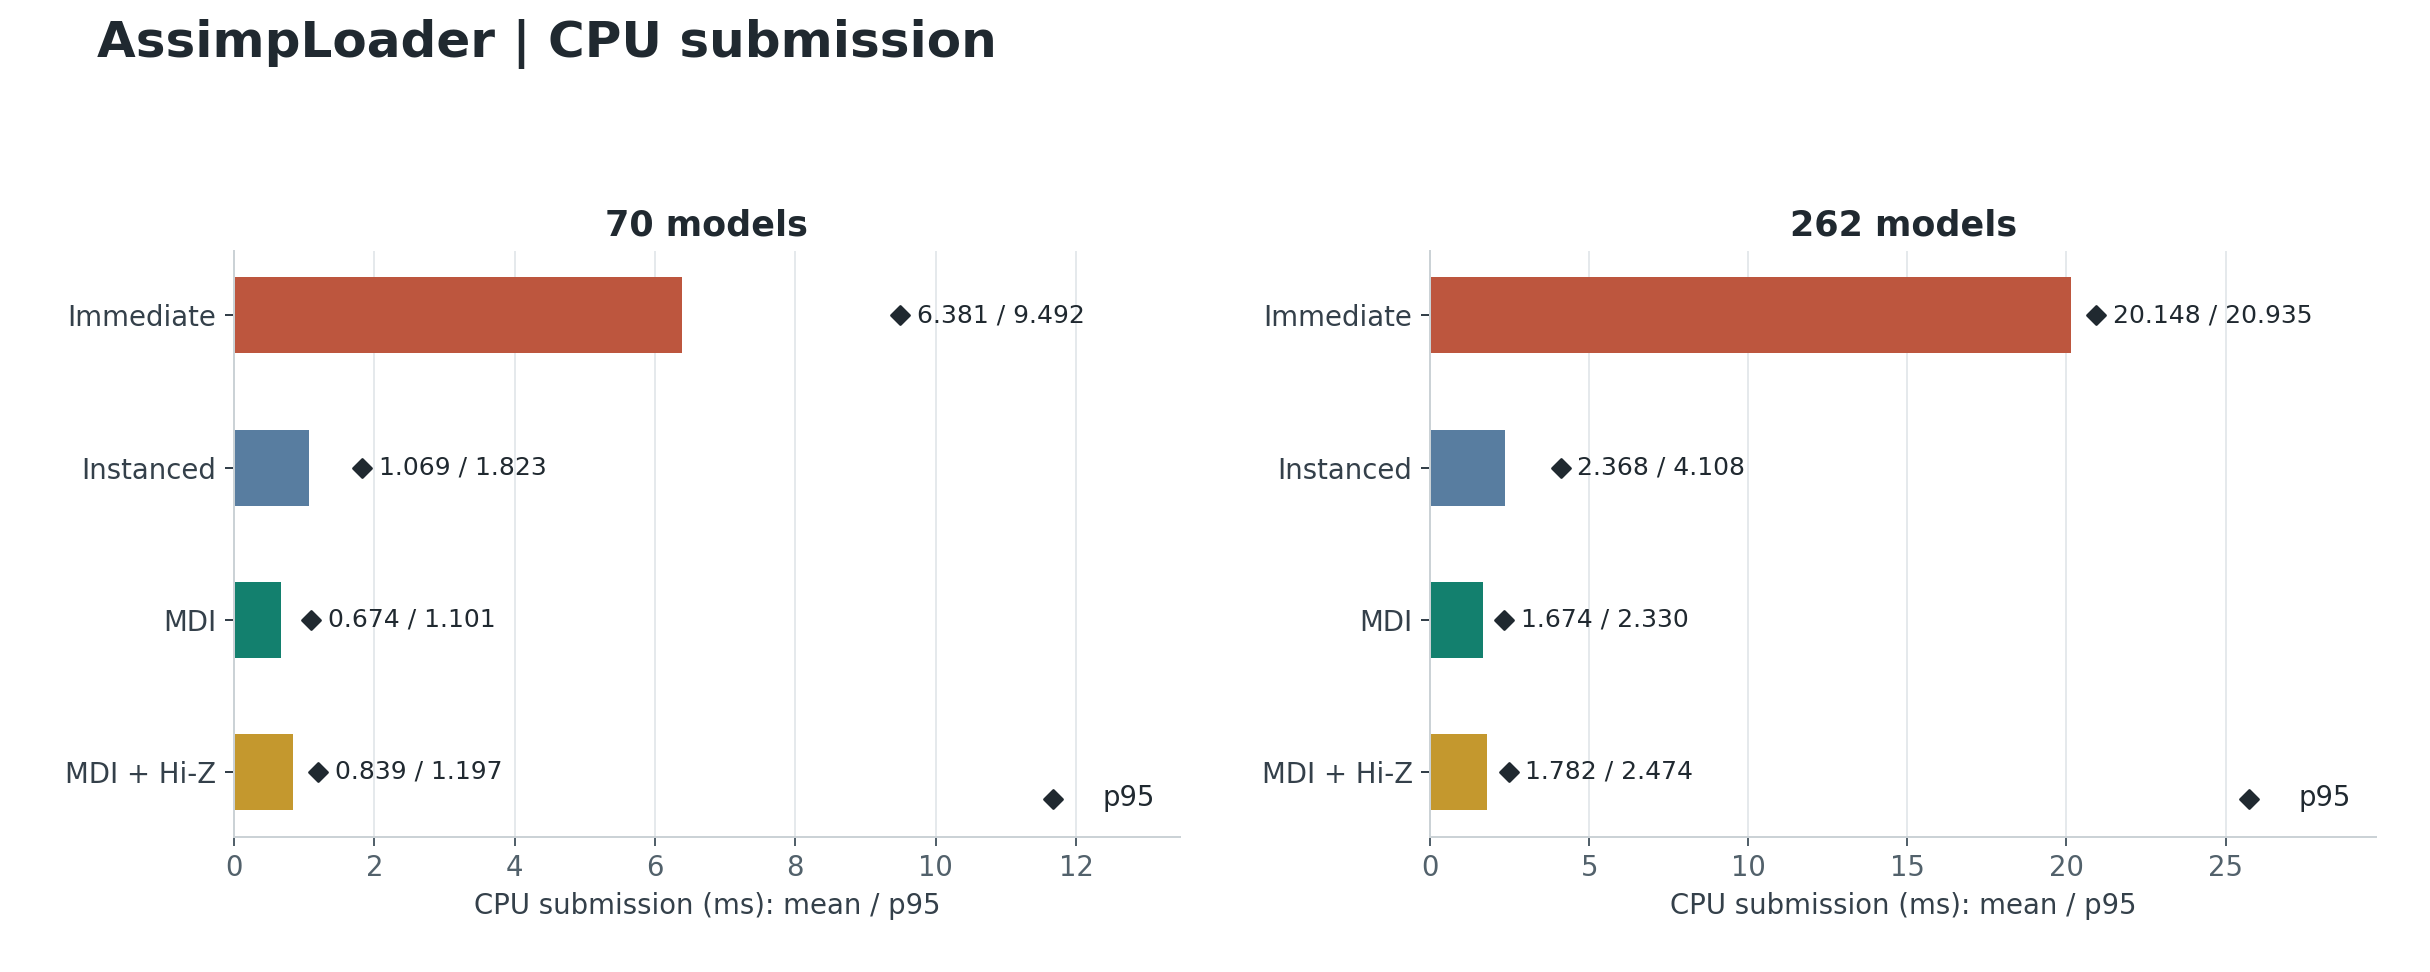 AssimpLoader | CPU submission
70 models
Immediate
6.381 / 9.492
Instanced
1.069 / 1.823
MDI
0.674 / 1.101
MDI + Hi-Z
0.839 / 1.197
p95
0 2 4 6 8 10 12
CPU submission (ms): mean / p95
262 models
Immediate
20.148 / 20.935
Instanced
2.368 / 4.108
MDI
1.674 / 2.330
MDI + Hi-Z
1.782 / 2.474
p95
0 5 10 15 20 25
CPU submission (ms): mean / p95